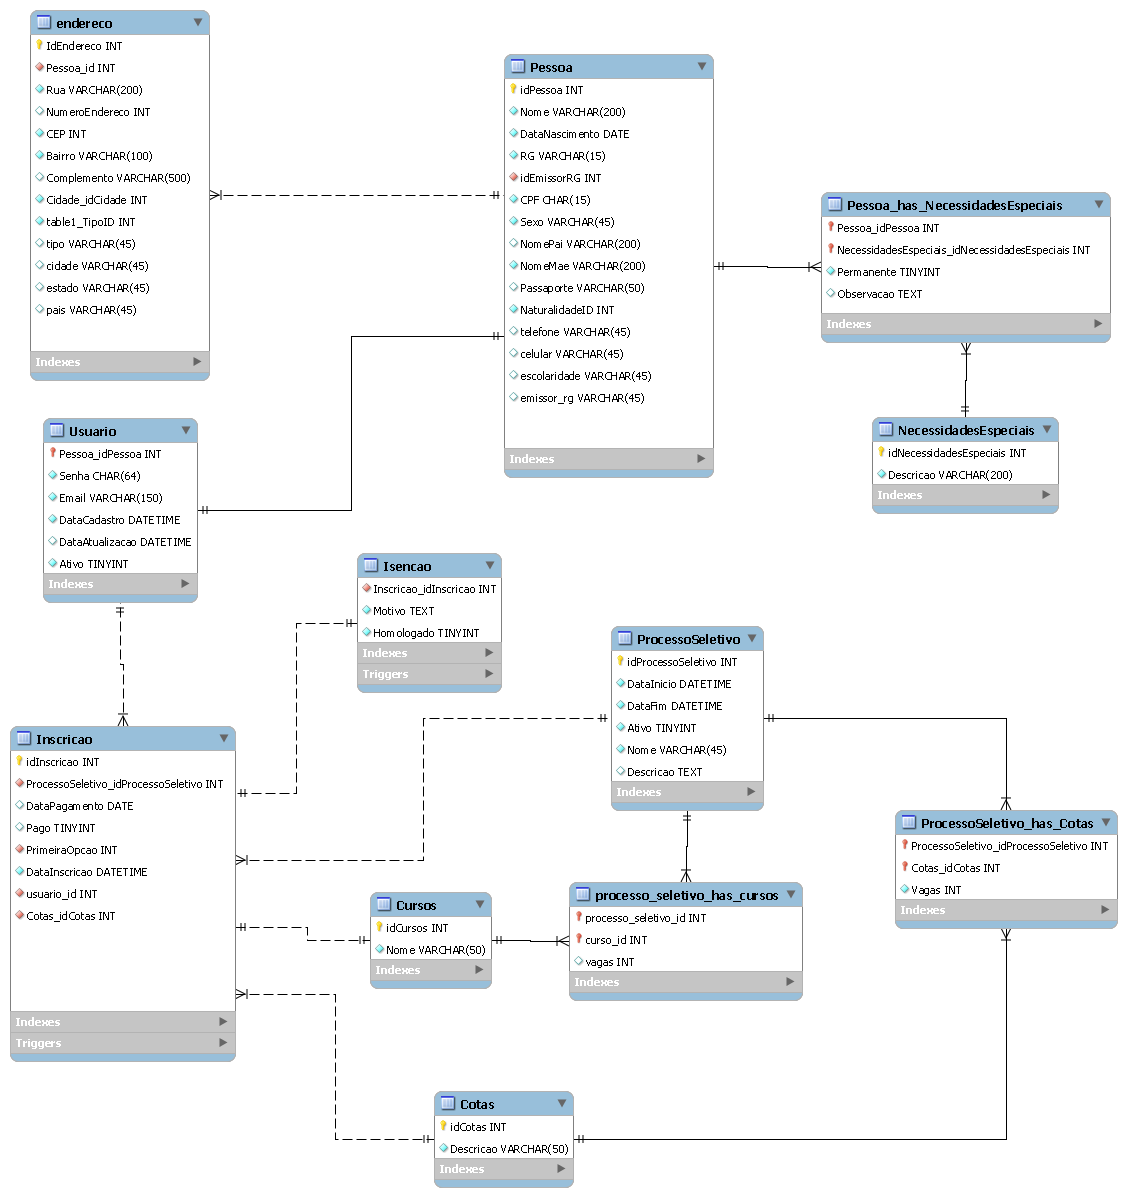 endereco
IdEndereco INT
Pessoa_id INT
Rua VARCHAR(200)
NumeroEndereco INT
CEP INT
Bairro VARCHAR(100)
Complemento VARCHAR(500)
Cidade_idCidade INT
table1_TipoID INT
tipo VARCHAR(45)
cidade VARCHAR(45)
estado VARCHAR(45)
pais VARCHAR(45)
Indexes
Pessoa
idPessoa INT
Nome VARCHAR(200)
DataNascimento DATE
RG VARCHAR(15)
idEmissorRG INT
CPF CHAR(15)
Sexo VARCHAR(45)
NomePai VARCHAR(200)
NomeMae VARCHAR(200)
Passaporte VARCHAR(50)
NaturalidadeID INT
telefone VARCHAR(45)
celular VARCHAR(45)
escolaridade VARCHAR(45)
emissor_rg VARCHAR(45)
Indexes
Pessoa_has_NecessidadesEspeciais
Pessoa_idPessoa INT
NecessidadesEspeciais_idNecessidadesEspeciais INT
Permanente TINYINT
Observacao TEXT
Indexes
NecessidadesEspeciais
idNecessidadesEspeciais INT
Descricao VARCHAR(200)
Indexes
Usuario
Pessoa_idPessoa INT
Senha CHAR(64)
Email VARCHAR(150)
DataCadastro DATETIME
DataAtualizacao DATETIME
Ativo TINYINT
Indexes
Isencao
Inscricao_idInscricao INT
Motivo TEXT
Homologado TINYINT
Indexes
Triggers
ProcessoSeletivo
idProcessoSeletivo INT
DataInicio DATETIME
DataFim DATETIME
Ativo TINYINT
Nome VARCHAR(45)
Descricao TEXT
Indexes
Inscricao
idInscricao INT
ProcessoSeletivo_idProcessoSeletivo INT
DataPagamento DATE
Pago TINYINT
PrimeiraOpcao INT
DataInscricao DATETIME
usuario_id INT
Cotas_idCotas INT
Indexes
Triggers
ProcessoSeletivo_has_Cotas
ProcessoSeletivo_idProcessoSeletivo INT
Cotas_idCotas INT
Vagas INT
Indexes
Cursos
idCursos INT
Nome VARCHAR(50)
Indexes
processo_seletivo_has_cursos
processo_seletivo_id INT
curso_id INT
vagas INT
Indexes
Cotas
idCotas INT
Descricao VARCHAR(50)
Indexes